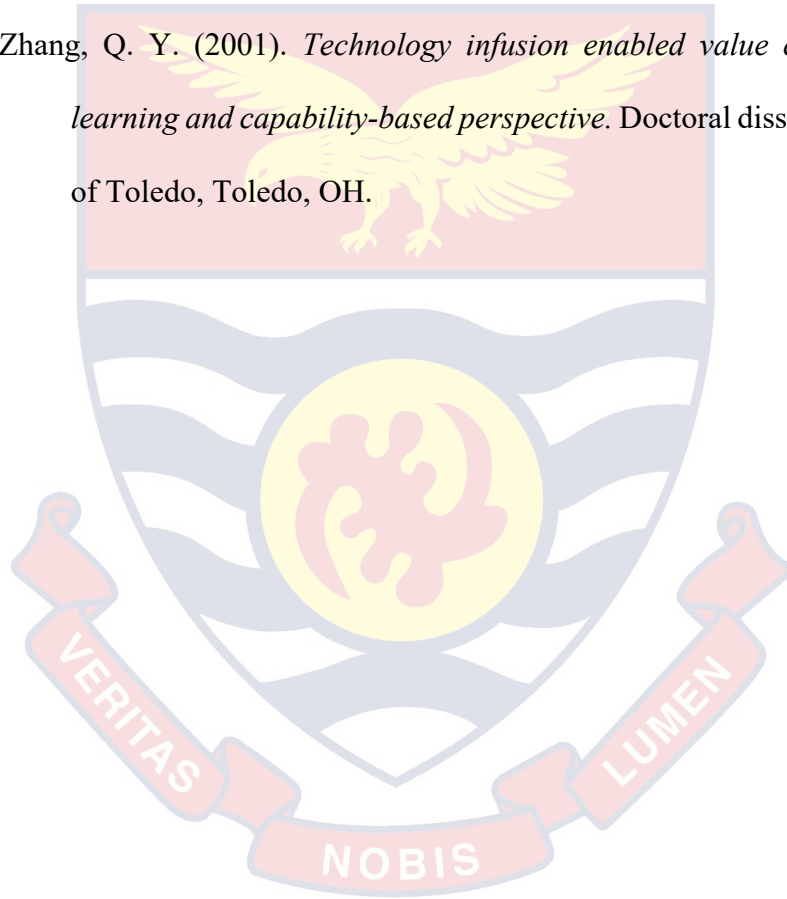 Zhang, Q. Y. (2001). Technology infusion enabled value
learning and capability-based perspective. Doctoral
of Toledo, Toledo, OH.
VERITAS
NOBIS
LUMEN